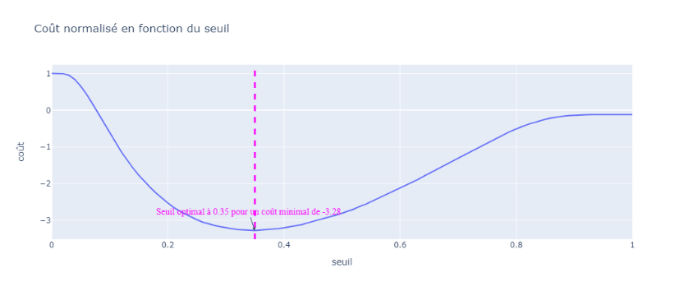 Coût normalisé en fonction du seuil
1
0
−1
−2
−3
coût
Seuil optimal à 0.35 pour un coût minimal de -3.28
0
0.2
0.4
0.6
0.8
1
seuil